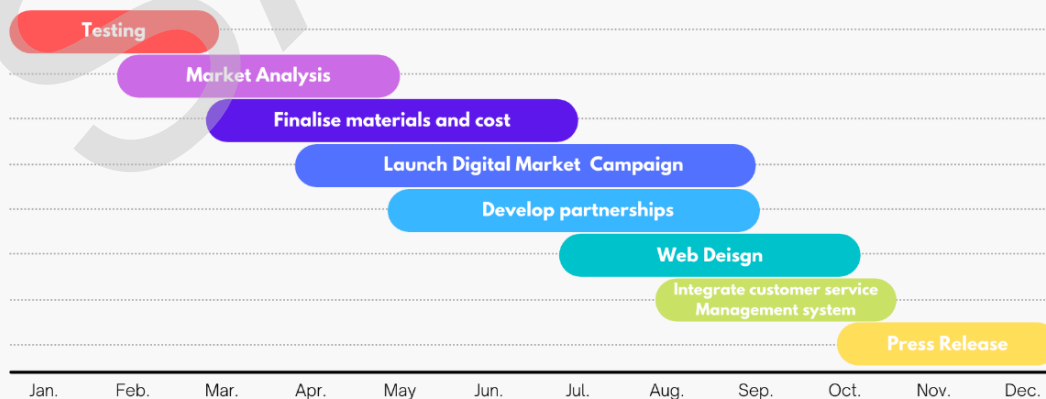 Testing
Market Analysis
Finalise materials and cost
Launch Digital Market Campaign
Develop partnerships
Web Deisgn
Integrate customer service
Management system
Press Release
Jan. Feb. Mar. Apr. May Jun. Jul. Aug. Sep. Oct. Nov. Dec.